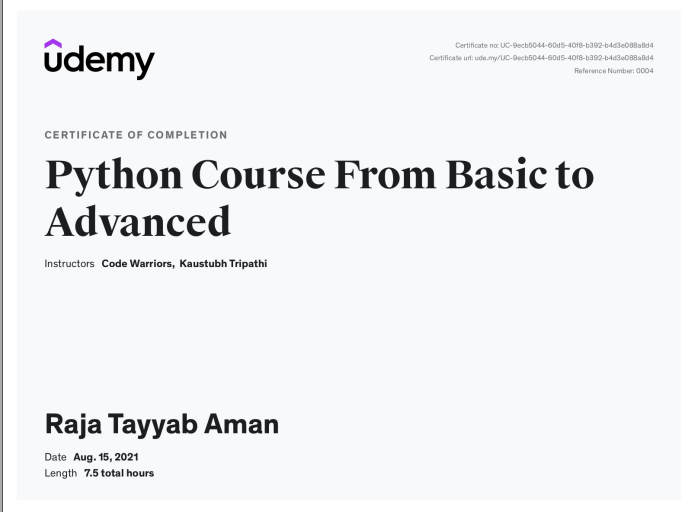 ûdemy
Certificate no: UC-9ecb5044-60d5-40f8-b392-b4d3e088a8d4
Certificate url: ude.my/UC-9ecb5044-60d5-40f8-b392-b4d3e088a8d4
Reference Number: 0004
CERTIFICATE OF COMPLETION
Python Course From Basic to
Advanced
Instructors Code Warriors, Kaustubh Tripathi
Raja Tayyab Aman
Date Aug. 15, 2021
Length 7.5 total hours